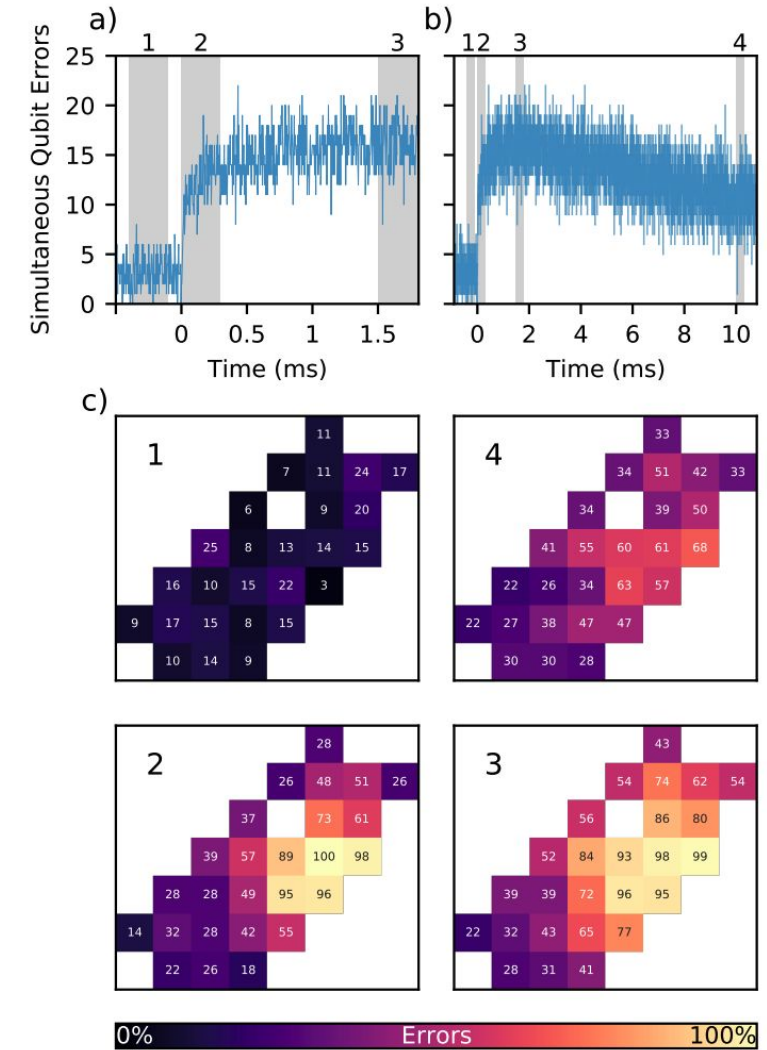 a)
b)
1 2 3
12 3 4
Simultaneous Qubit Errors
25
20
15
10
5
0
0 0.5 1 1.5
0 2 4 6 8 10
Time (ms)
Time (ms)
c)
1
11
7 11 24 17
6 9 20
25 8 13 14 15
16 10 15 22 3
9 17 15 8 15
10 14 9
4
33
34 51 42 33
34 39 50
41 55 60 61 68
22 26 34 63 57
22 27 38 47 47
30 30 28
2
28
26 48 51 26
37 73 61
39 57 89 100 98
28 28 49 95 96
14 32 28 42 55
22 26 18
3
43
54 74 62 54
56 86 80
52 84 93 98 99
39 39 72 96 95
22 32 43 65 77
28 31 41
0% Errors 100%